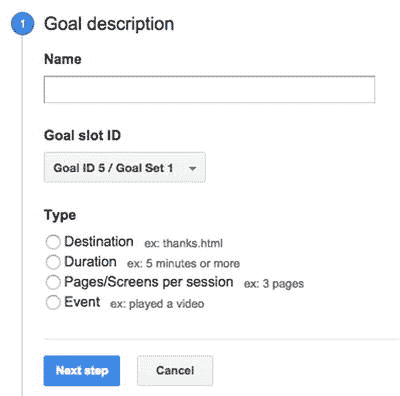 1 Goal description
Name
Goal slot ID
Goal ID 5 / Goal Set 1
Type
Destination ex: thanks.html
Duration ex: 5 minutes or more
Pages/Screens per session ex: 3 pages
Event ex: played a video
Next step Cancel